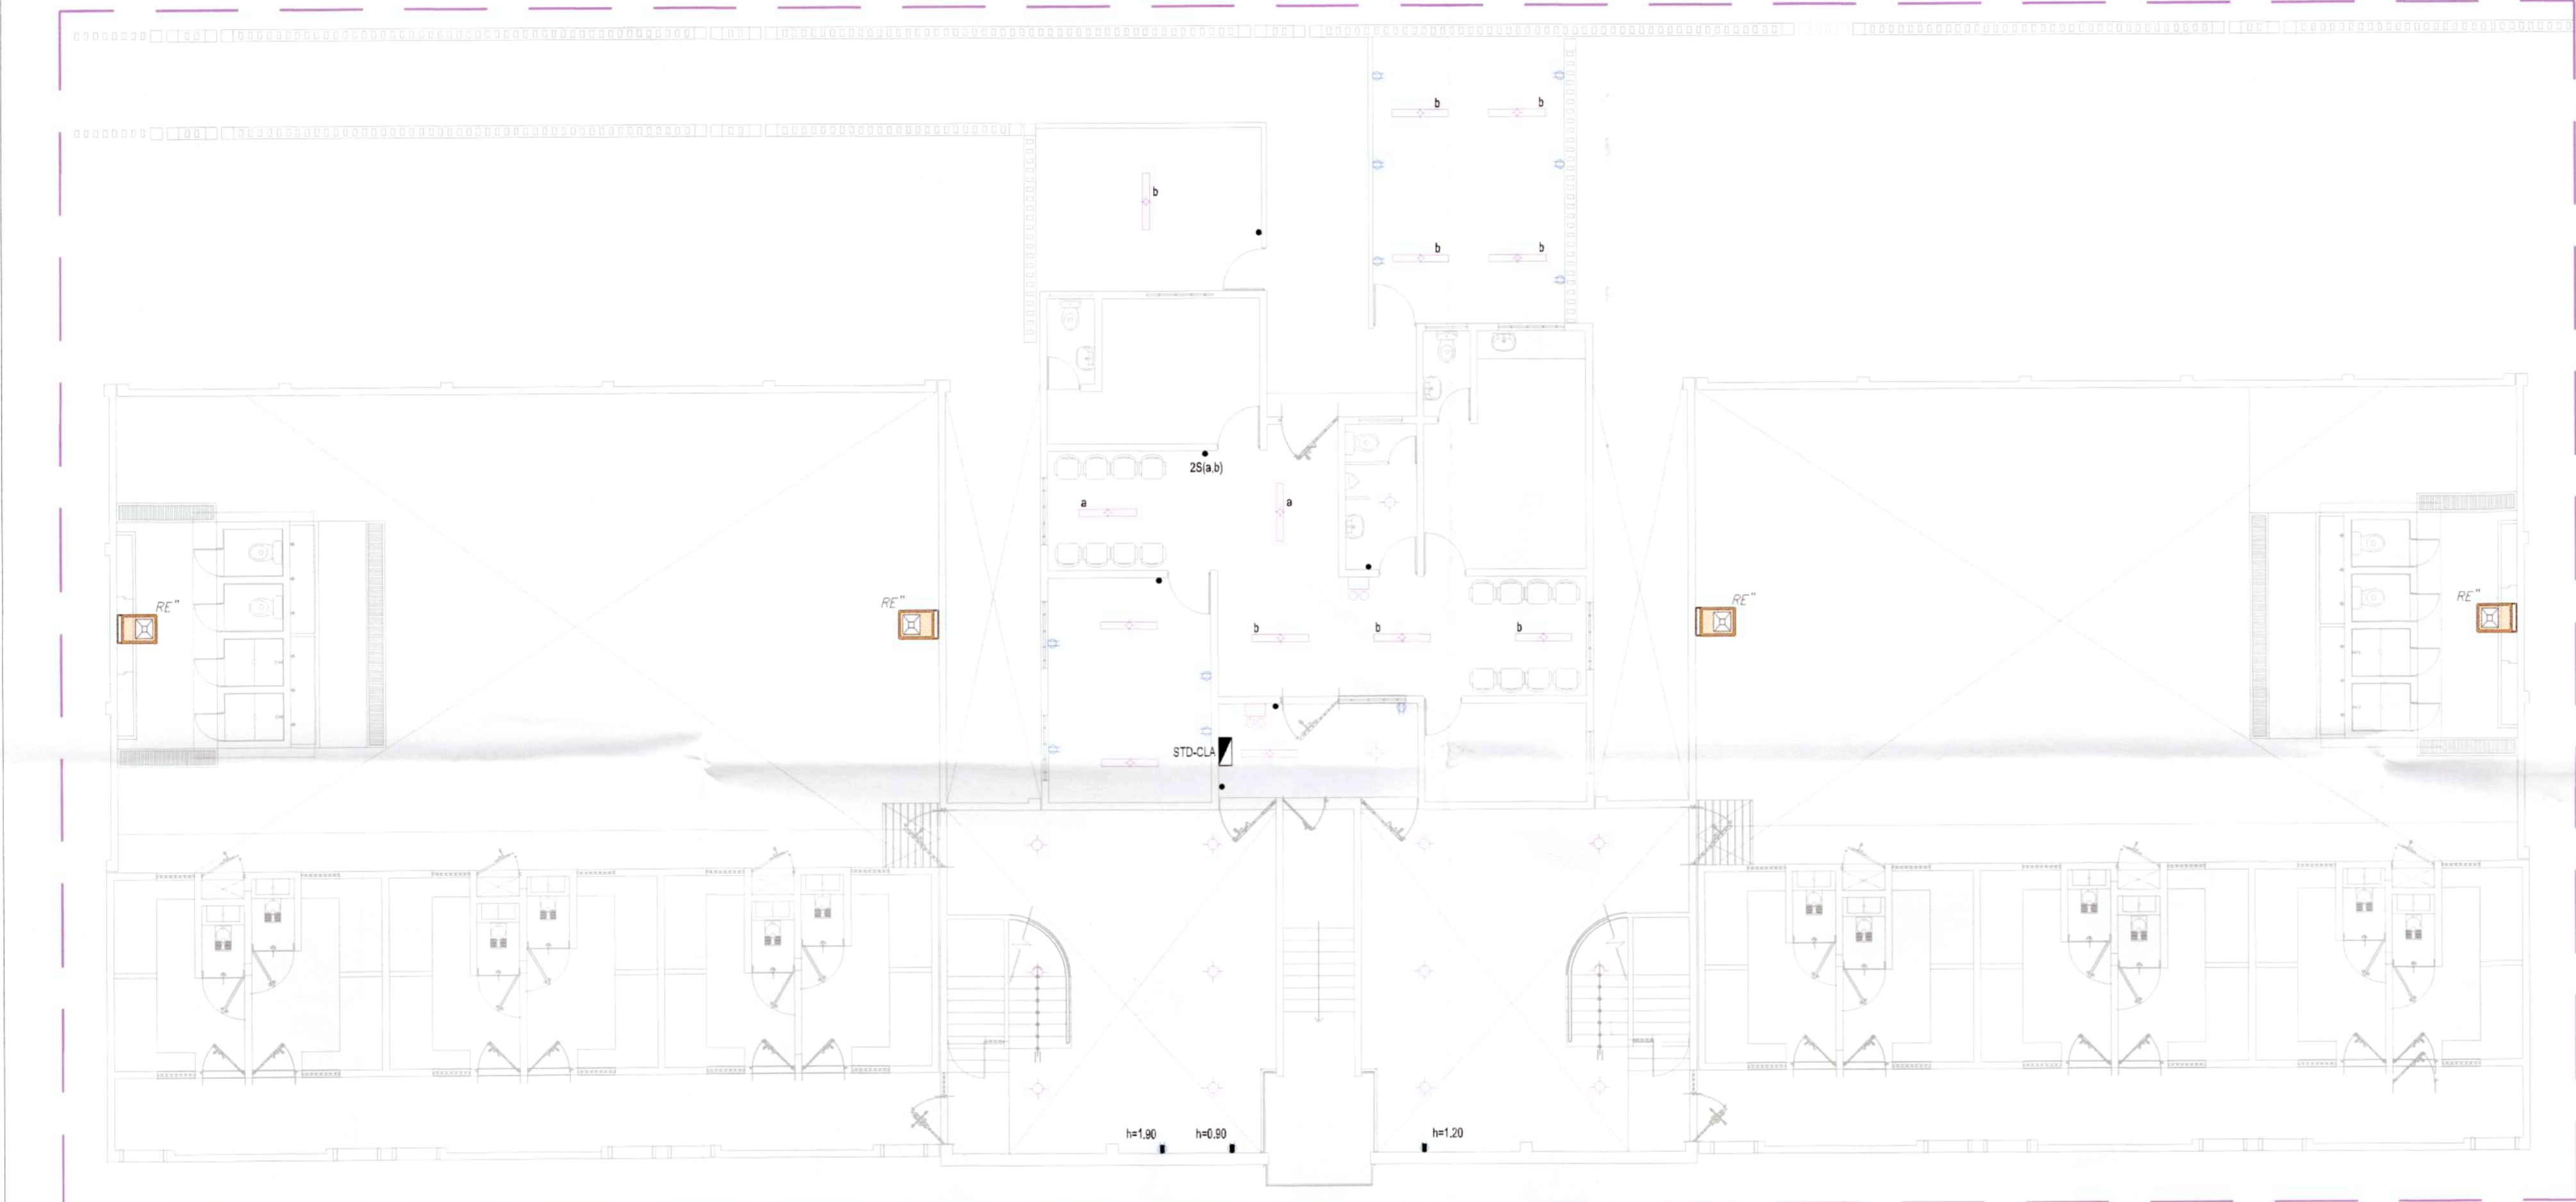 b b
b
b b
2S(a,b)
a a
RE"
RE"
RE"
RE"
b b b
STD-CLA
h=1.90 h=0.90 h=1.20